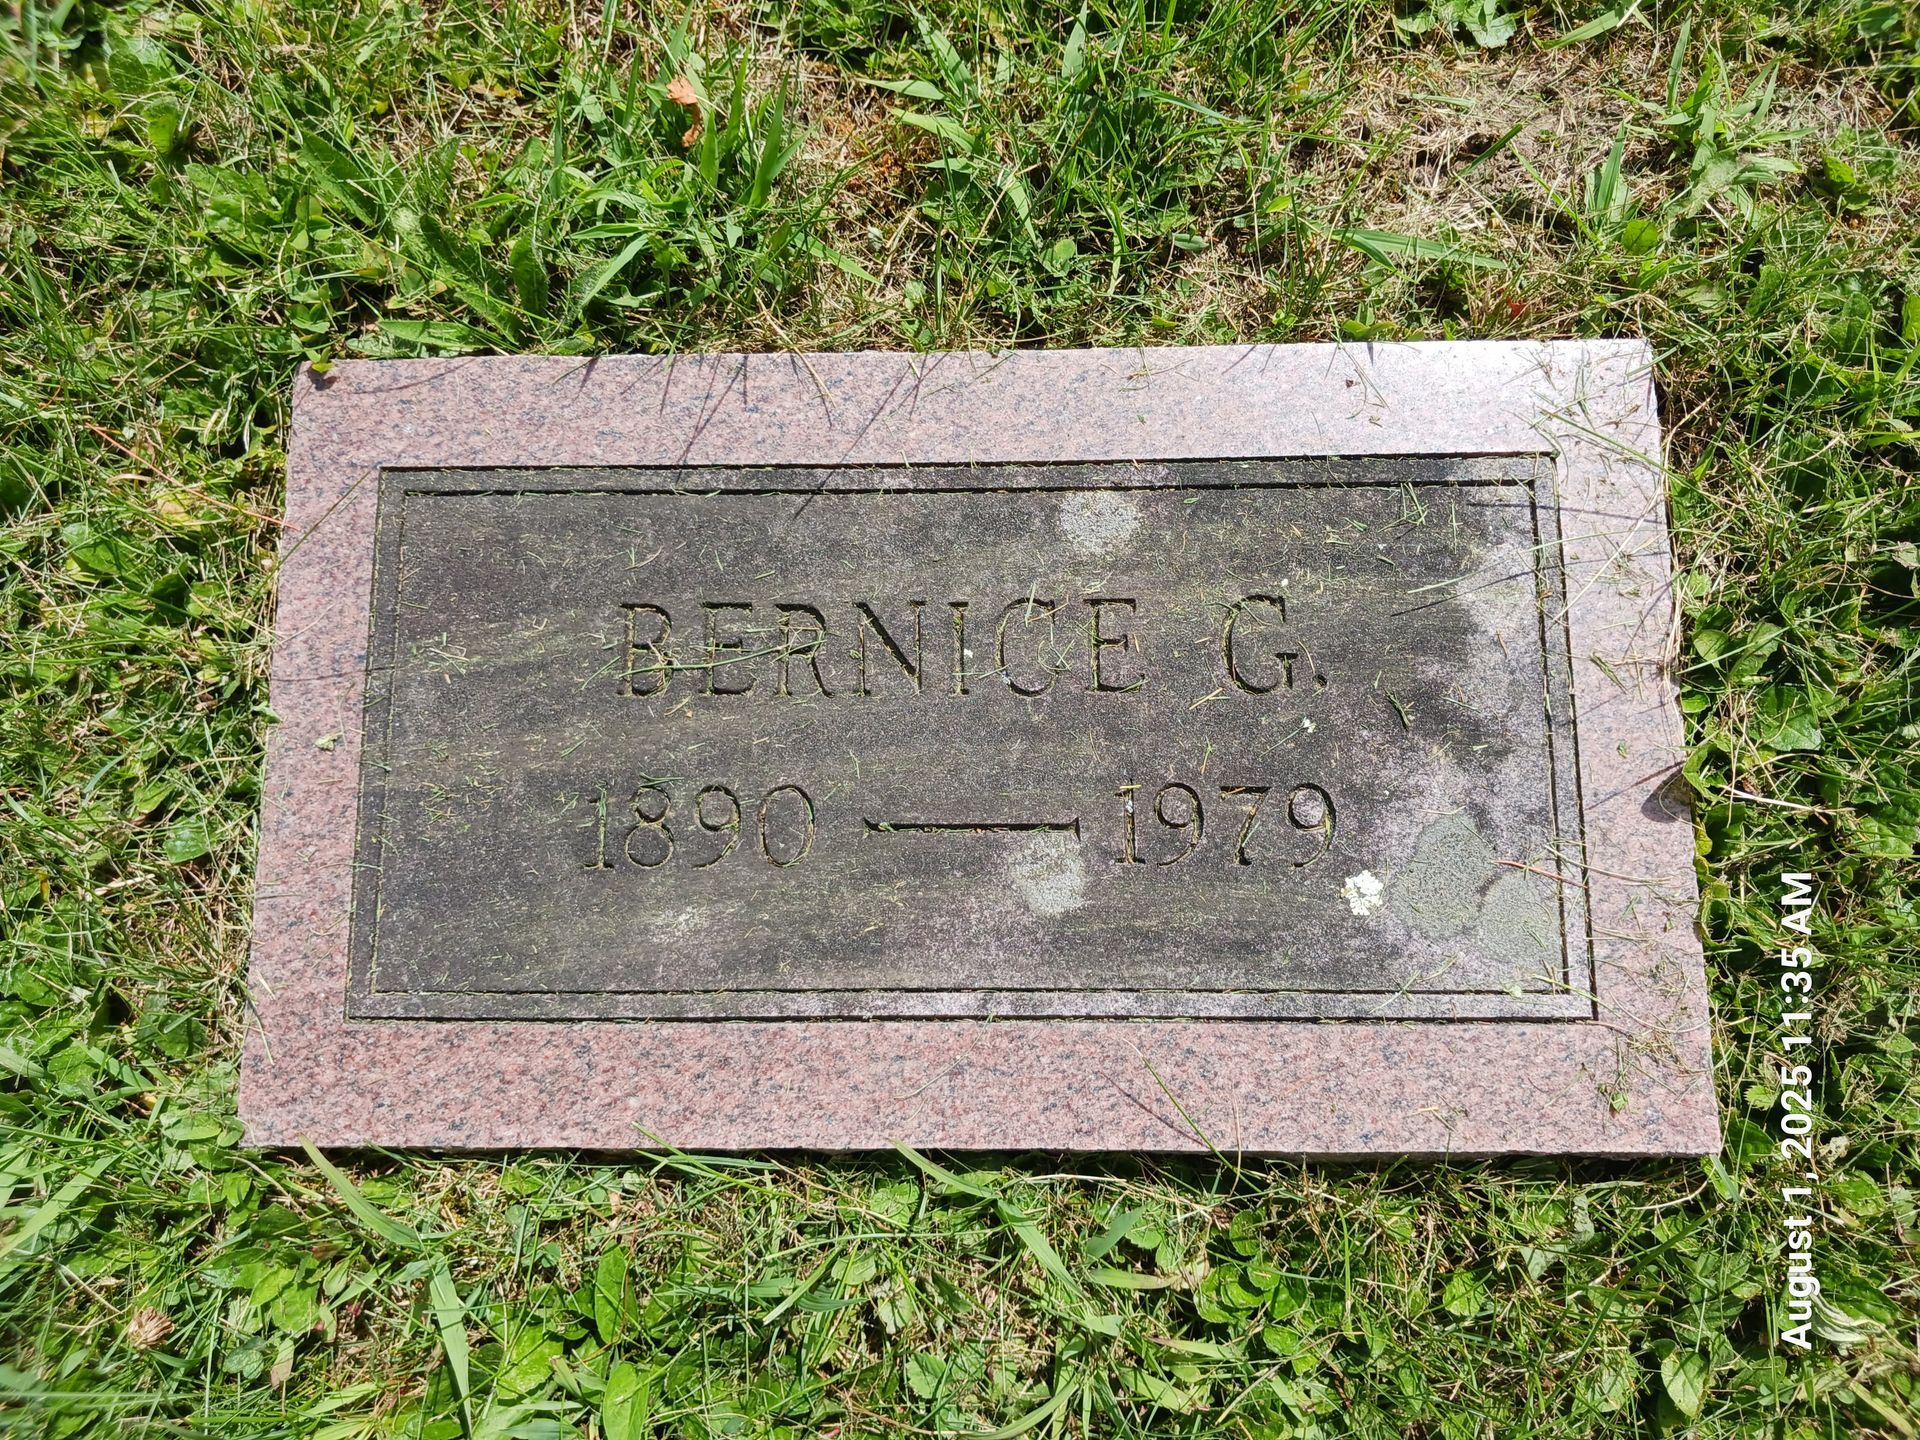 BERNICE G.
1890 — 1979
August 1, 2025 11:35 AM